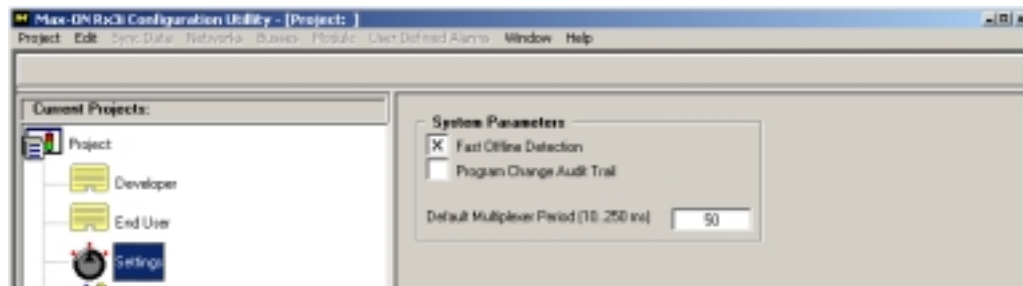 Max-ON Rx3i Configuration Utility - [Project: ]
Project Edit Sync Data Networks Busses Module User Defined Alarms Window Help
Current Projects:
Project
Developer
End User
Settings
System Parameters
X Fast Offline Detection
Program Change Audit Trail
Default Multiplexer Period (10..250 ms) 50